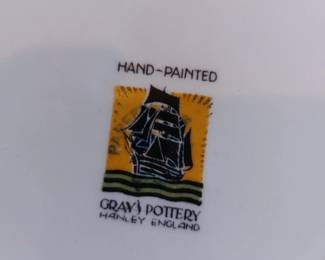 HAND-PAINTED
GRAY'S POTTERY
HANLEY ENGLAND